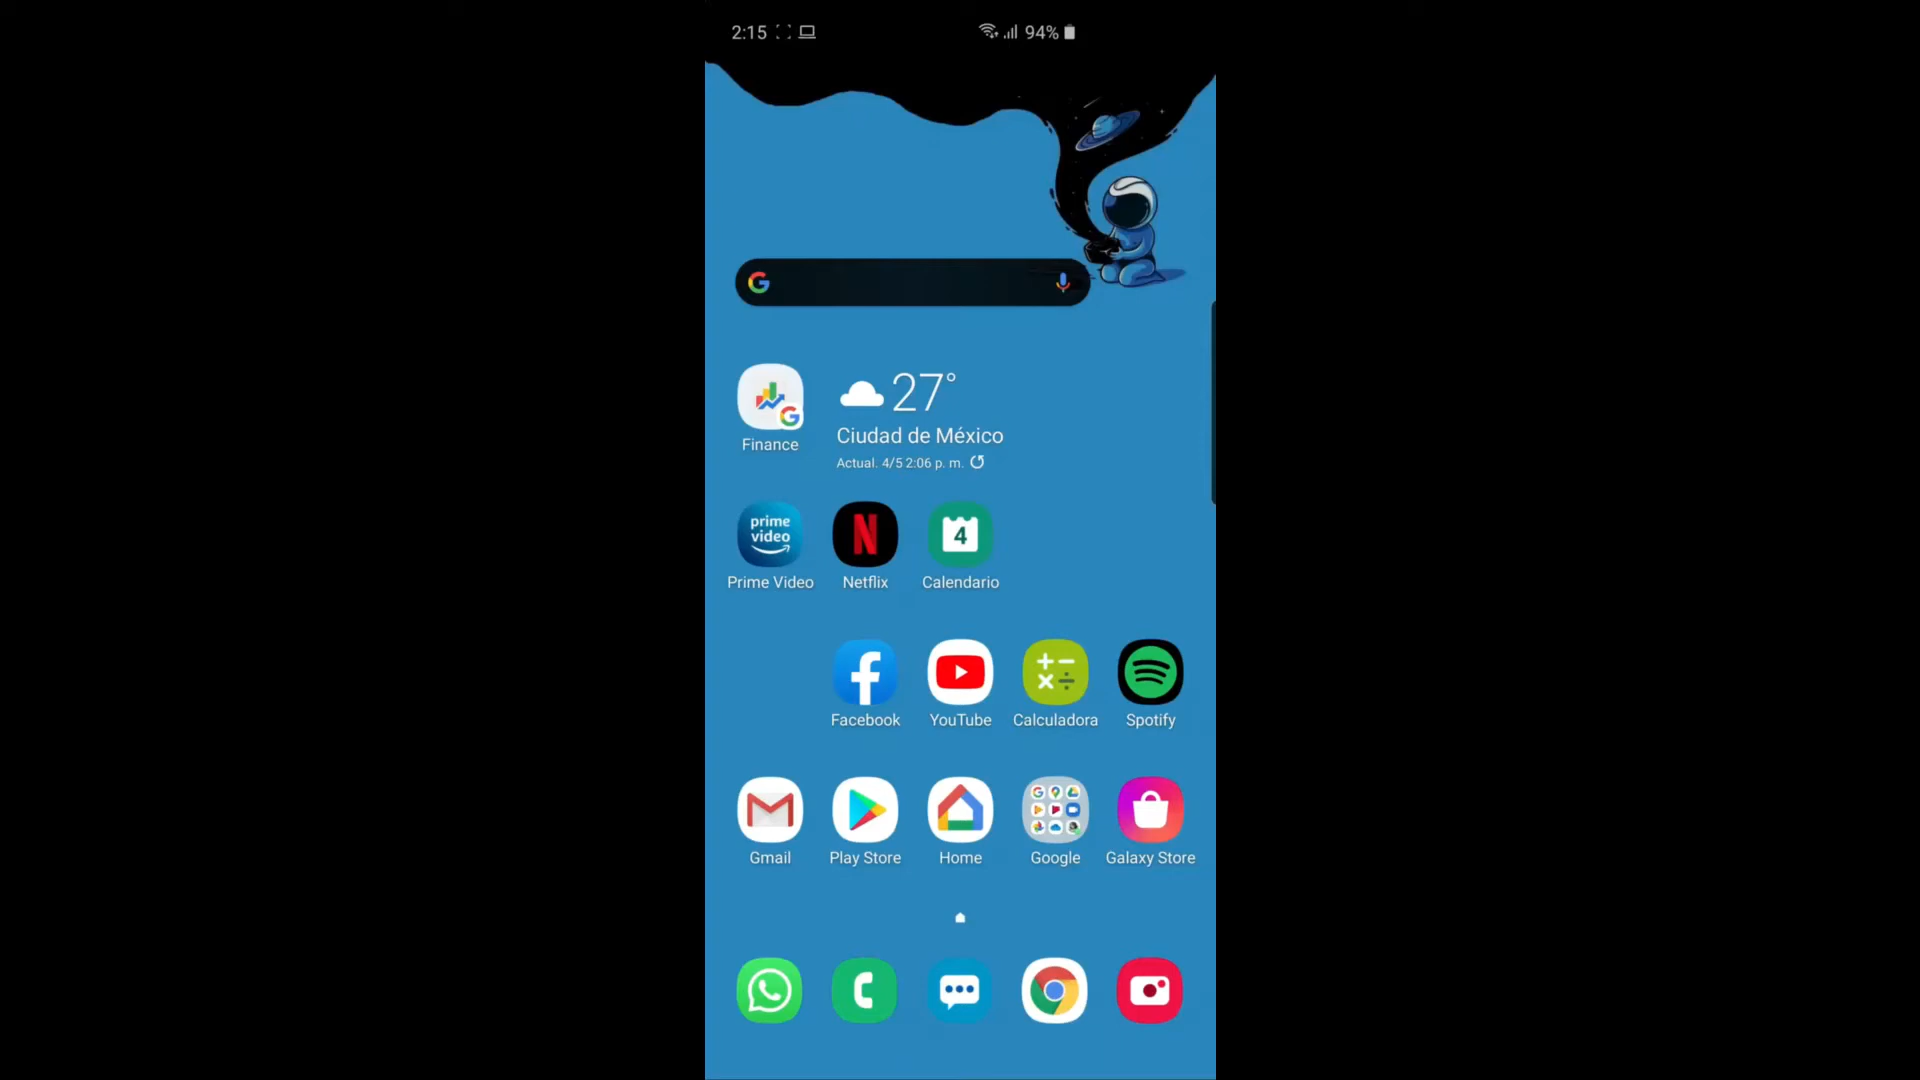 2:15 94%
27°
Ciudad de México
Actual. 4/5 2:06 p. m.
Finance
prime
video
4
Prime Video Netflix Calendario
Facebook YouTube Calculadora Spotify
Gmail Play Store Home Google Galaxy Store